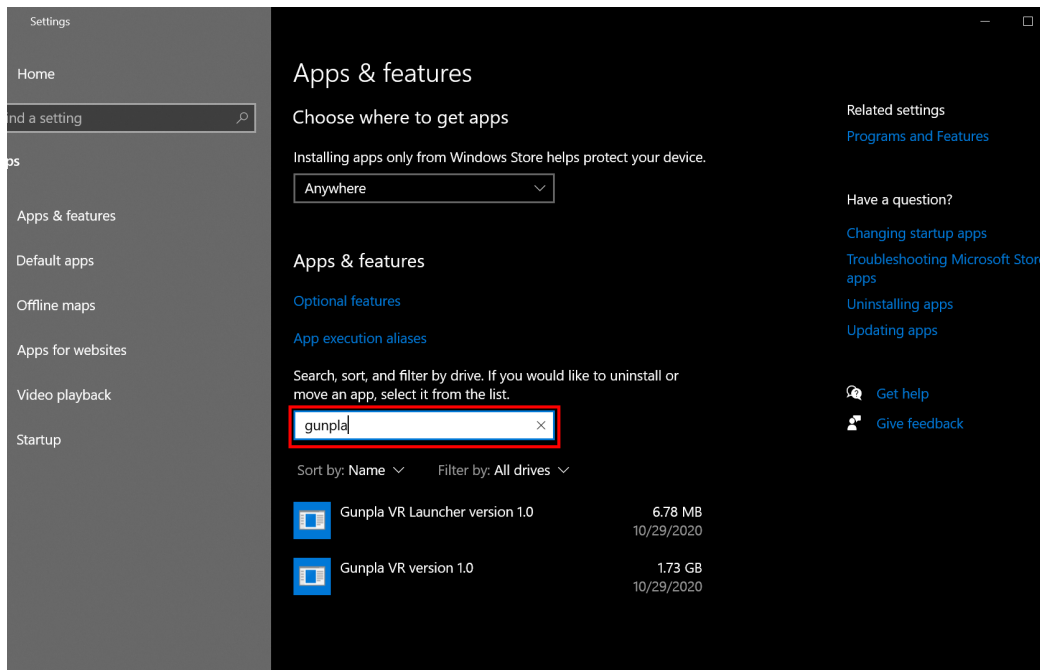 Settings
Home
ind a setting
ps
Apps & features
Default apps
Offline maps
Apps for websites
Video playback
Startup
Apps & features
Choose where to get apps
Installing apps only from Windows Store helps protect your device.
Anywhere
Apps & features
Optional features
App execution aliases
Search, sort, and filter by drive. If you would like to uninstall or
move an app, select it from the list.
gunpla
Sort by: Name Filter by: All drives
Gunpla VR Launcher version 1.0 6.78 MB
10/29/2020
Gunpla VR version 1.0 1.73 GB
10/29/2020
Related settings
Programs and Features
Have a question?
Changing startup apps
Troubleshooting Microsoft Stor
apps
Uninstalling apps
Updating apps
Get help
Give feedback